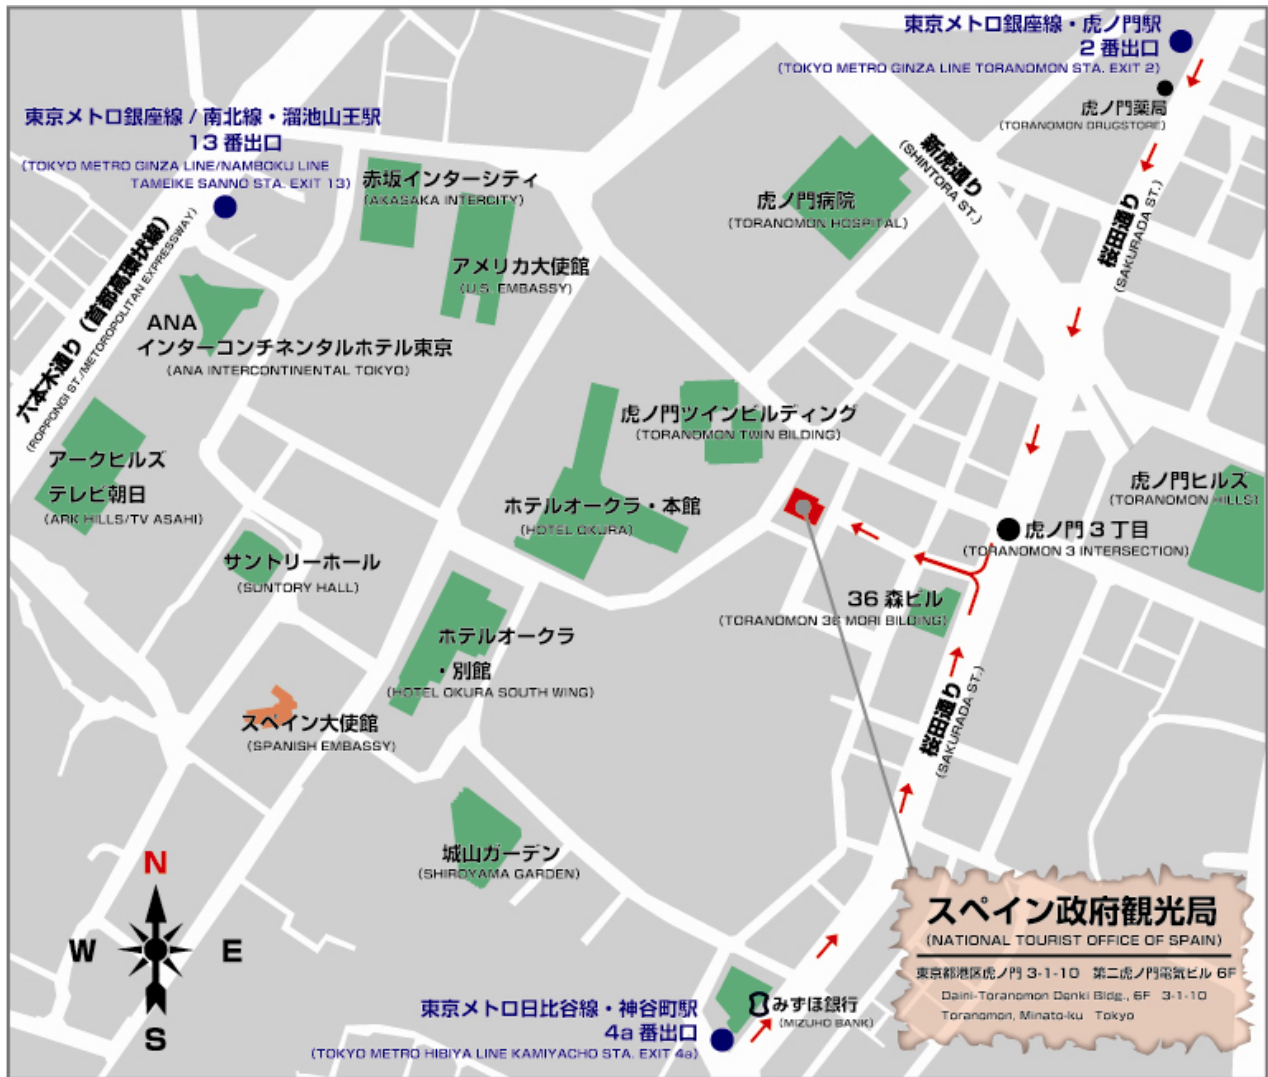 東京メトロ銀座線・虎ノ門駅
2 番出口
(TOKYO METRO GINZA LINE TORANOMON STA. EXIT 2)
虎ノ門薬局
(TORANOMON DRUGSTORE)
東京メトロ銀座線 / 南北線・溜池山王駅
13 番出口
(TOKYO METRO GINZA LINE/NAMBOKU LINE
TAMEIKE SANNO STA. EXIT 13)
赤坂インターシティ
(AKASAKA INTERCITY)
新虎通り
(SHINTORA ST.)
虎ノ門病院
(TORANOMON HOSPITAL)
桜田通り
(SAKURADA ST.)
アメリカ大使館
(U.S. EMBASSY)
六本木通り（首都高環状線）
(ROPPONGI ST./METOROPOLITAN EXPRESSWAY)
ANA
インターコンチネンタルホテル東京
(ANA INTERCONTINENTAL TOKYO)
虎ノ門ツインビルディング
(TORANOMON TWIN BILDING)
アークヒルズ
テレビ朝日
(ARK HILLS/TV ASAHI)
ホテルオークラ・本館
(HOTEL OKURA)
虎ノ門ヒルズ
(TORANOMON HILLS)
虎ノ門 3 丁目
(TORANOMON 3 INTERSECTION)
サントリーホール
(SUNTORY HALL)
36 森ビル
(TORANOMON 36 MORI BILDING)
ホテルオークラ
・別館
(HOTEL OKURA SOUTH WING)
桜田通り
(SAKURADA ST.)
スペイン大使館
(SPANISH EMBASSY)
城山ガーデン
(SHIROYAMA GARDEN)
N
W
E
S
スペイン政府観光局
(NATIONAL TOURIST OFFICE OF SPAIN)
東京都港区虎ノ門 3-1-10 第二虎ノ門電気ビル 6F
Daini-Toranomon Denki Bldg., 6F 3-1-10
Toranomon, Minato-ku Tokyo
東京メトロ日比谷線・神谷町駅
4a 番出口
(TOKYO METRO HIBIYA LINE KAMIYACHO STA. EXIT 4a)
みずほ銀行
(MIZUHO BANK)